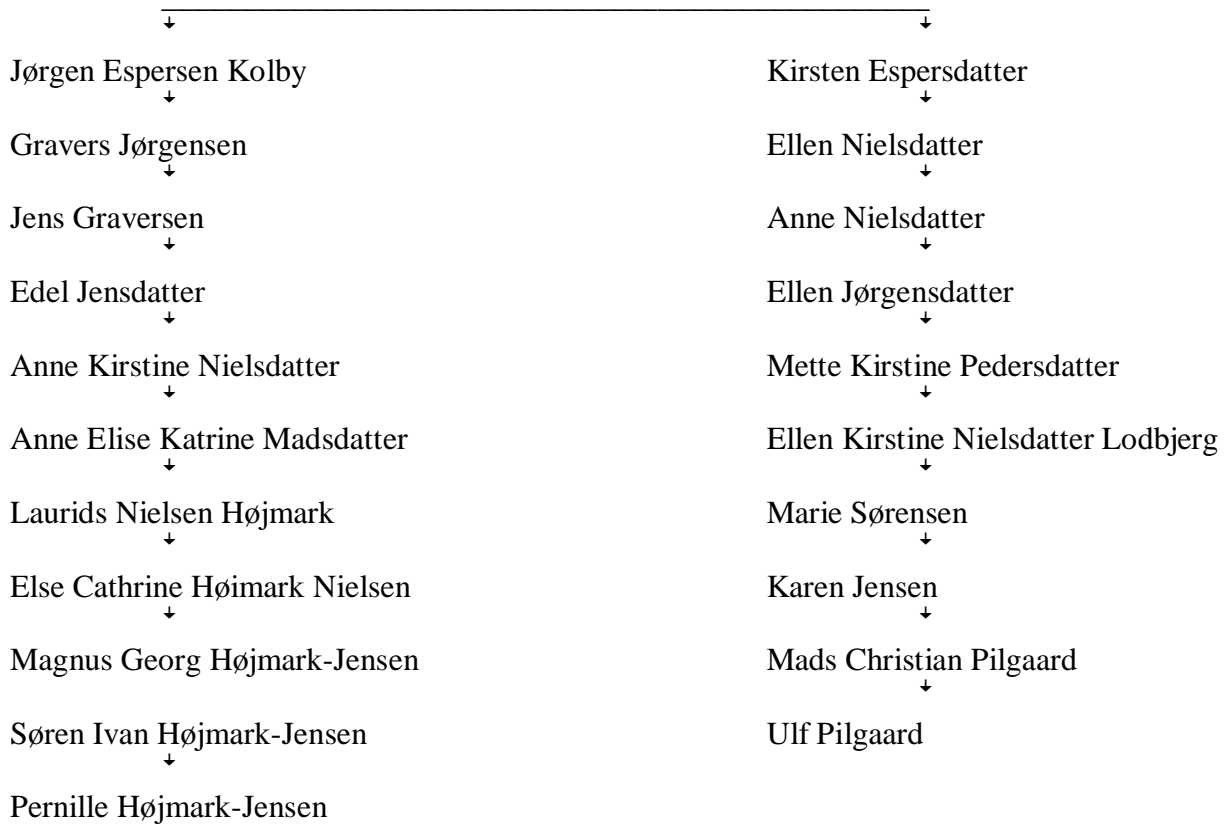 Jørgen Espersen Kolby Kirsten Espersdatter
Gravers Jørgensen Ellen Nielsdatter
Jens Graversen Anne Nielsdatter
Edel Jensdatter Ellen Jørgensdatter
Anne Kirstine Nielsdatter Mette Kirstine Pedersdatter
Anne Elise Katrine Madsdatter Ellen Kirstine Nielsdatter Lodbjerg
Laurids Nielsen Højmark Marie Sørensen
Else Cathrine Høimark Nielsen Karen Jensen
Magnus Georg Højmark-Jensen Mads Christian Pilgaard
Søren Ivan Højmark-Jensen Ulf Pilgaard
Pernille Højmark-Jensen